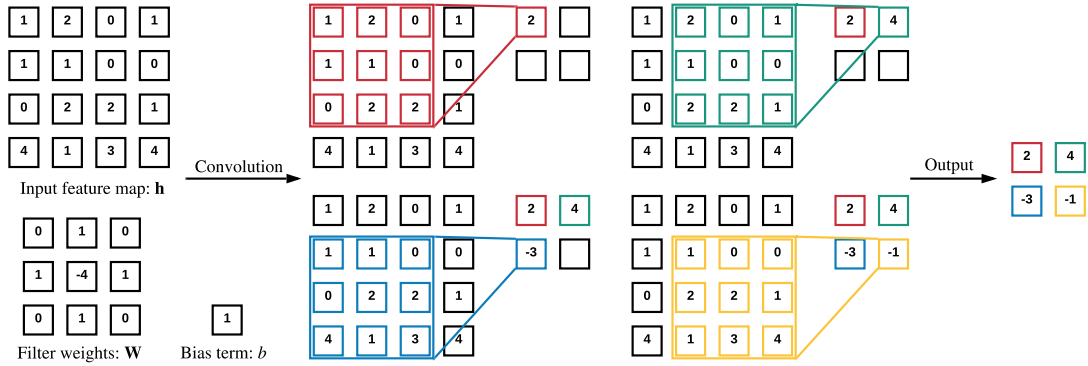 1 2 0 1
1 1 0 0
0 2 2 1
4 1 3 4
Input feature map: h
0 1 0
1 -4 1
0 1 0
Filter weights: W
1
Bias term: b
Convolution
1 2 0 1 2
1 1 0 0
0 2 2 1
4 1 3 4
1 2 0 1 2 4
1 1 0 0 -3
0 2 2 1
4 1 3 4
1 2 0 1 2 4
1 1 0 0
0 2 2 1
4 1 3 4
1 2 0 1 2 4
1 1 0 0 -3 -1
0 2 2 1
4 1 3 4
Output
2 4
-3 -1